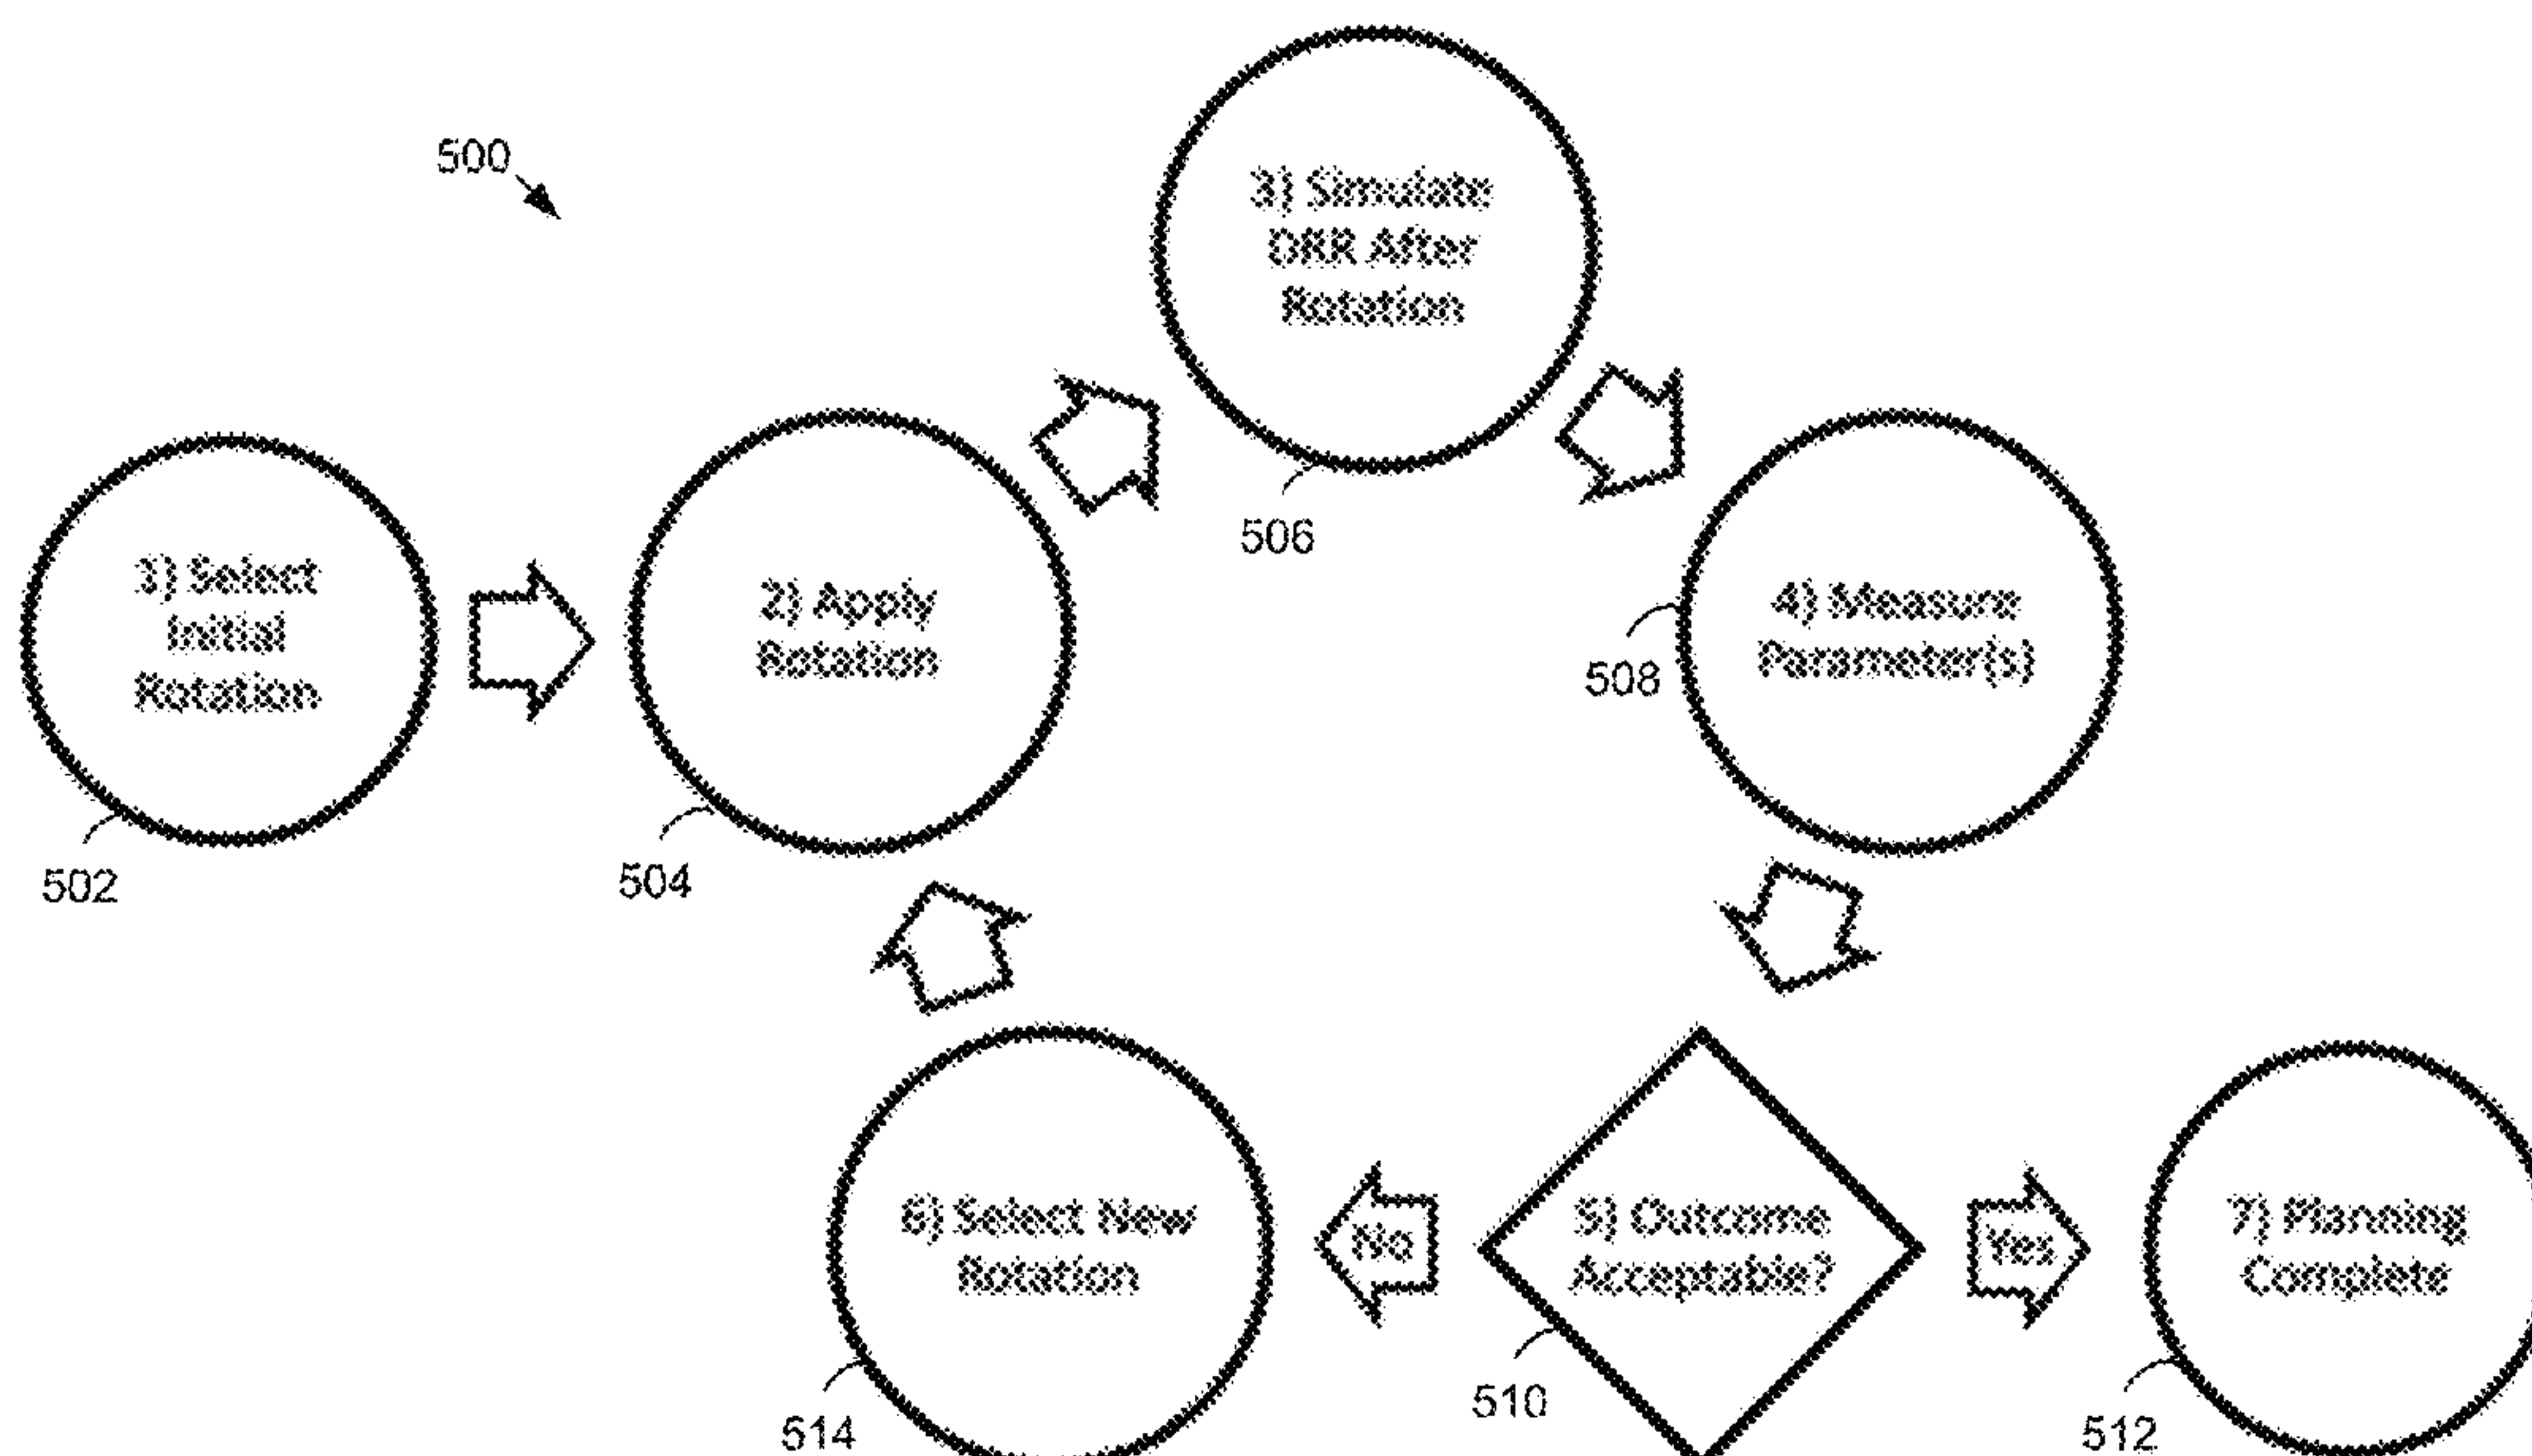 500
3) Simulate
DRR After
Rotation
506
1) Select
Initial
Rotation
502
2) Apply
Rotation
504
4) Measure
Parameter(s)
508
6) Select New
Rotation
514
No
5) Outcome
Acceptable?
510
Yes
7) Planning
Complete
512